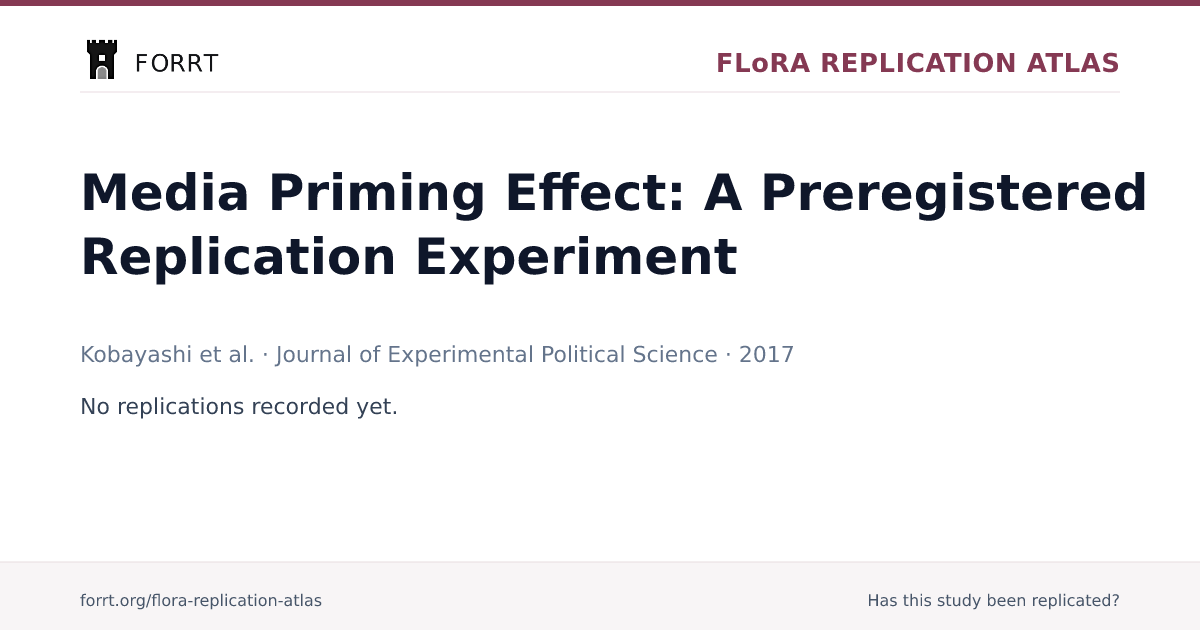 FORRT
FLoRA REPLICATION ATLAS
Media Priming Effect: A Preregistered
Replication Experiment
Kobayashi et al. · Journal of Experimental Political Science · 2017
No replications recorded yet.
forrt.org/flora-replication-atlas
Has this study been replicated?